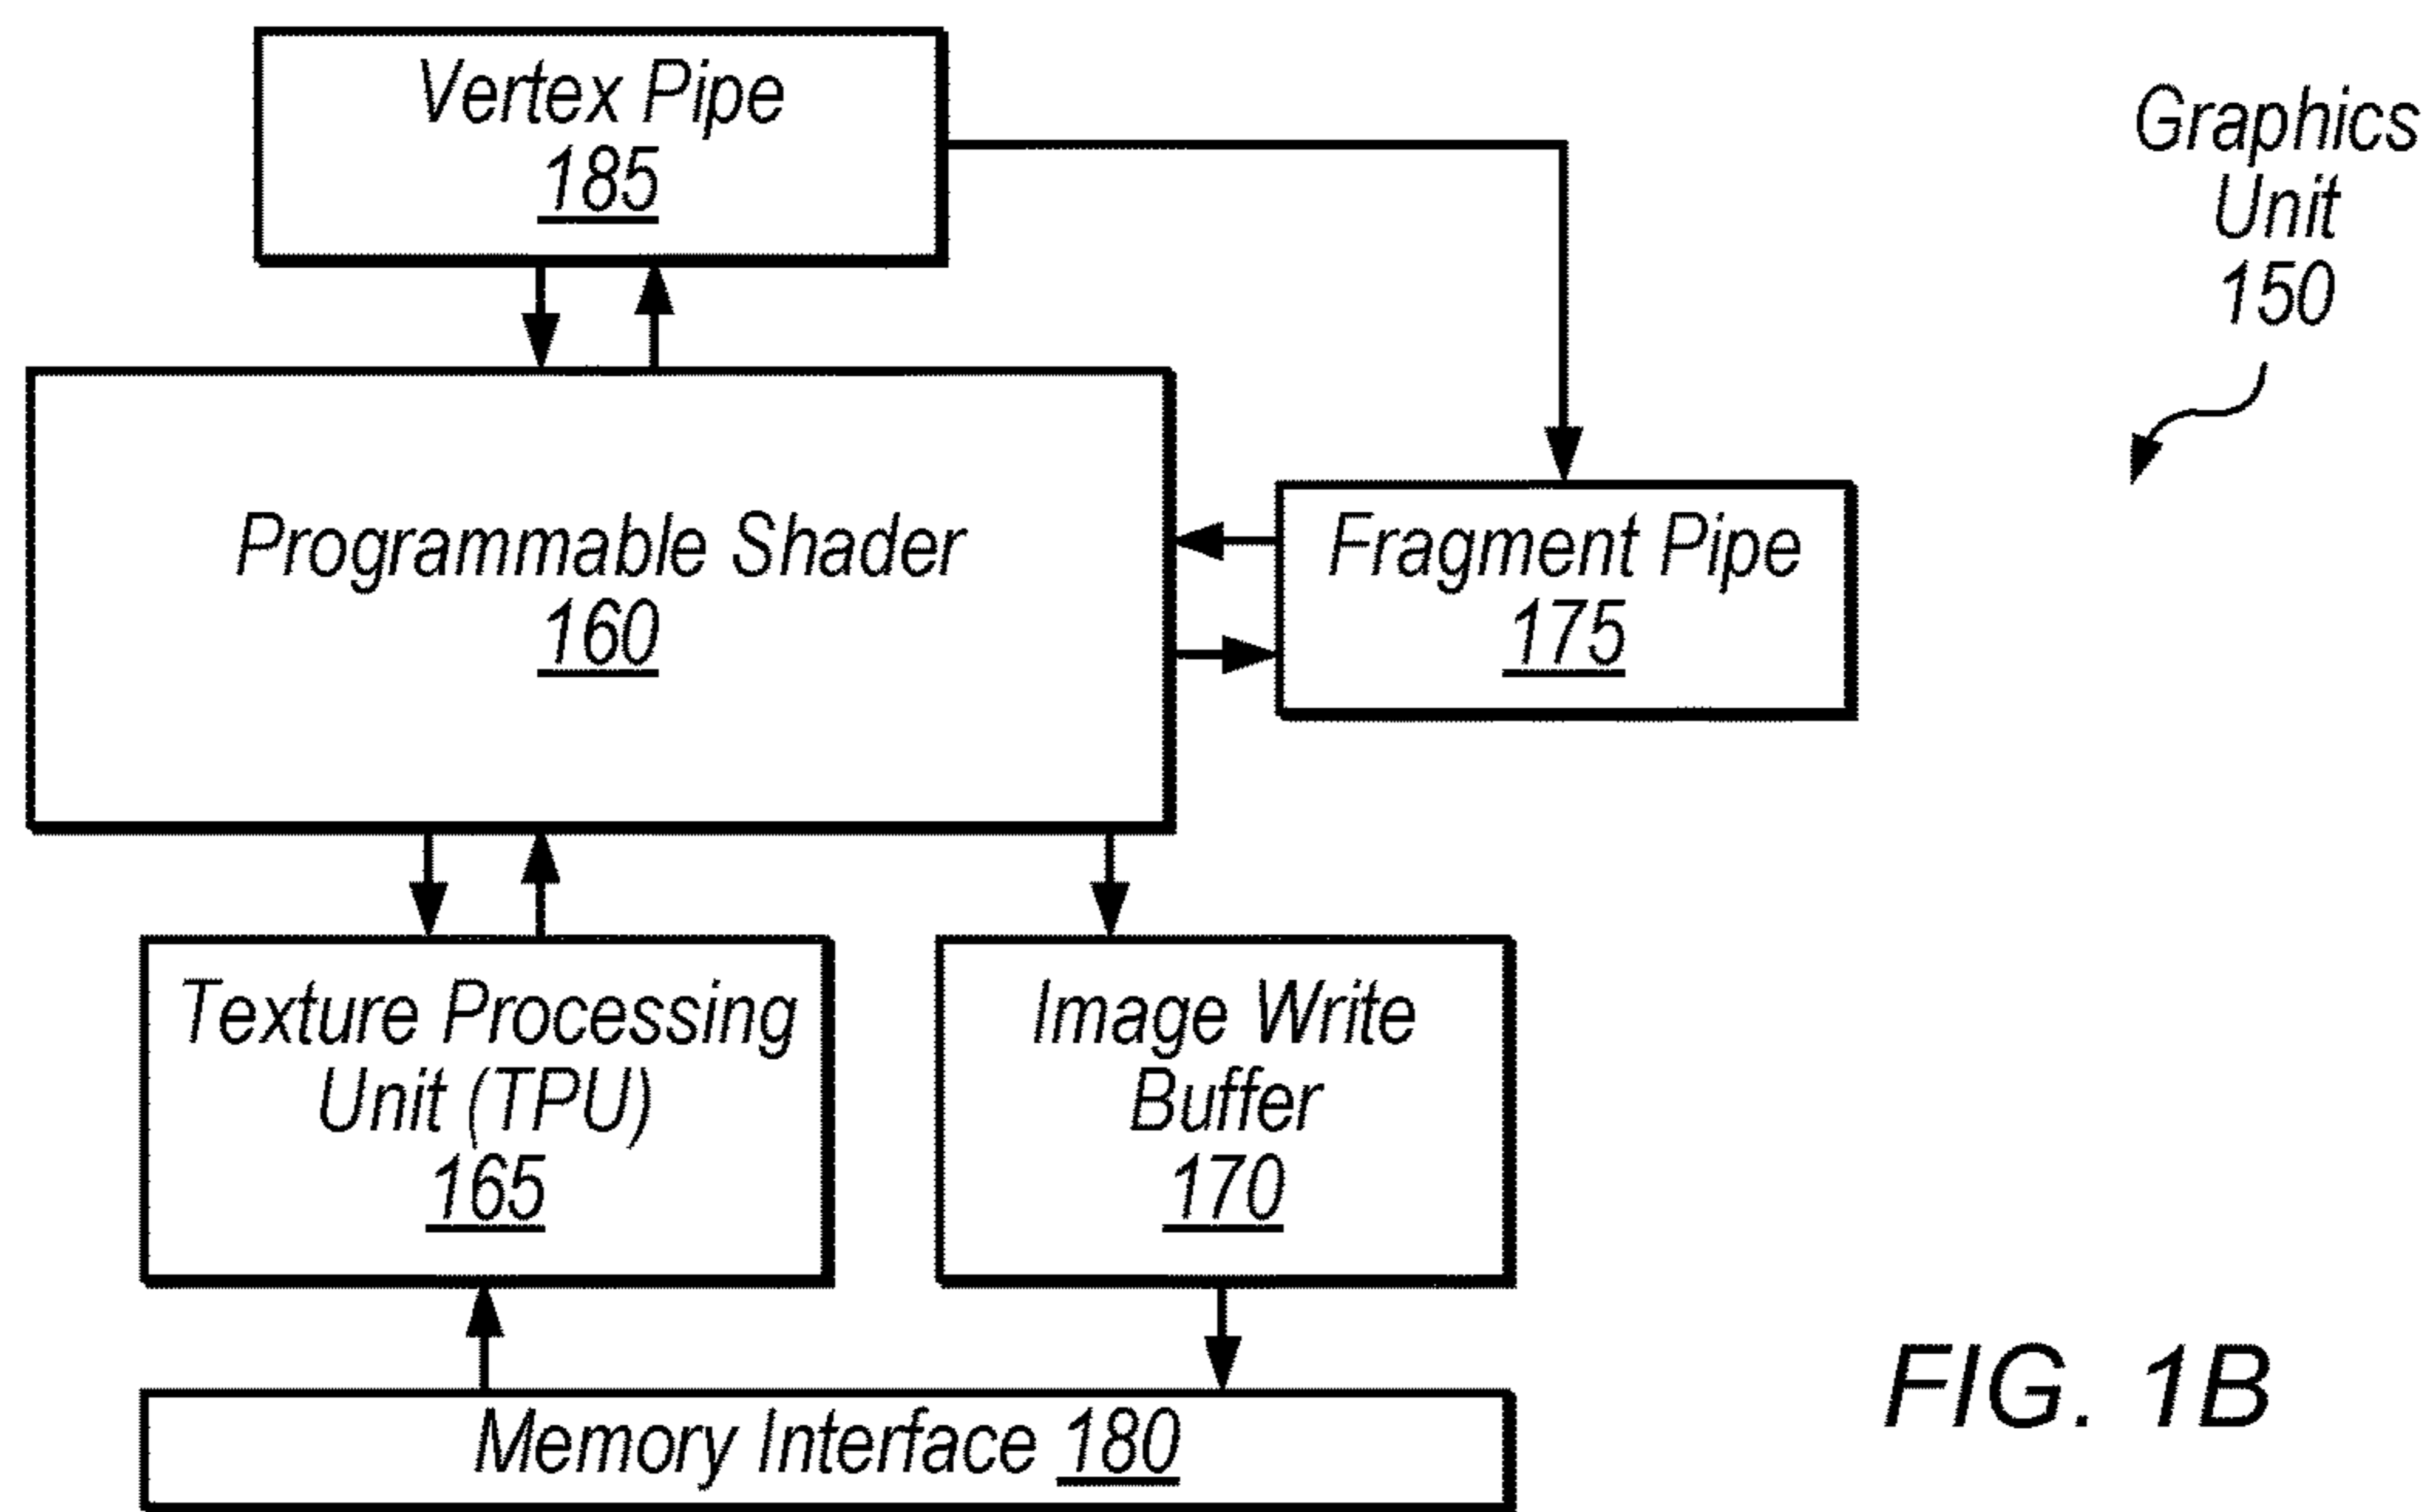 Vertex Pipe
185
Graphics
Unit
150
Programmable Shader
160
Fragment Pipe
175
Texture Processing
Unit (TPU)
165
Image Write
Buffer
170
Memory Interface 180
FIG. 1B